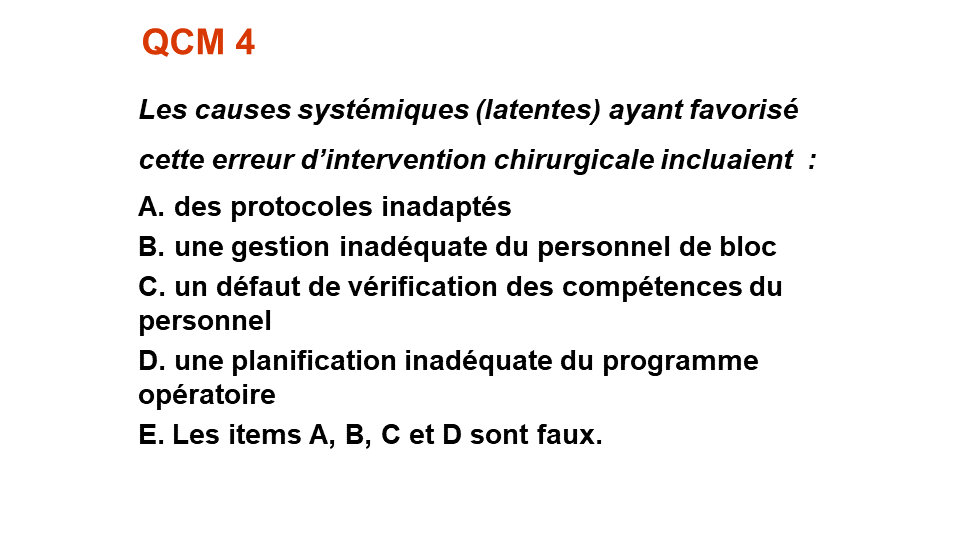 QCM 4
Les causes systémiques (latentes) ayant favorisé
cette erreur d’intervention chirurgicale incluaient :
A. des protocoles inadaptés
B. une gestion inadéquate du personnel de bloc
C. un défaut de vérification des compétences du
personnel
D. une planification inadéquate du programme
opératoire
E. Les items A, B, C et D sont faux.